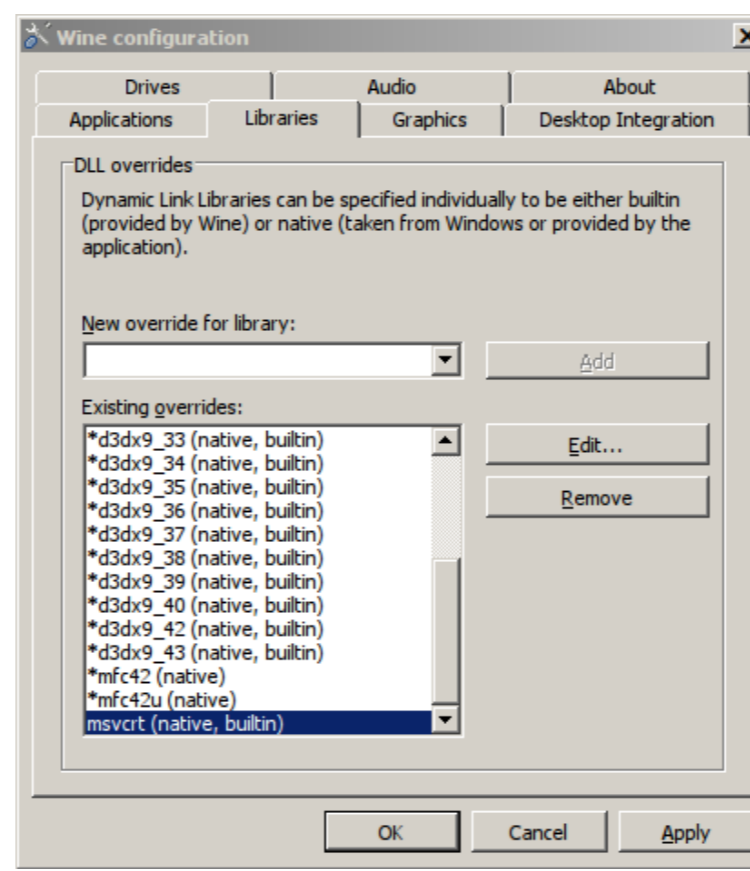 Wine configuration
Drives Audio About
Applications Libraries Graphics Desktop Integration
DLL overrides
Dynamic Link Libraries can be specified individually to be either builtin
(provided by Wine) or native (taken from Windows or provided by the
application).
New override for library:
Add
Existing overrides:
*d3dx9_33 (native, builtin)
*d3dx9_34 (native, builtin)
*d3dx9_35 (native, builtin)
*d3dx9_36 (native, builtin)
*d3dx9_37 (native, builtin)
*d3dx9_38 (native, builtin)
*d3dx9_39 (native, builtin)
*d3dx9_40 (native, builtin)
*d3dx9_42 (native, builtin)
*d3dx9_43 (native, builtin)
*mfc42 (native)
*mfc42u (native)
msvcrt (native, builtin)
Edit...
Remove
OK Cancel Apply